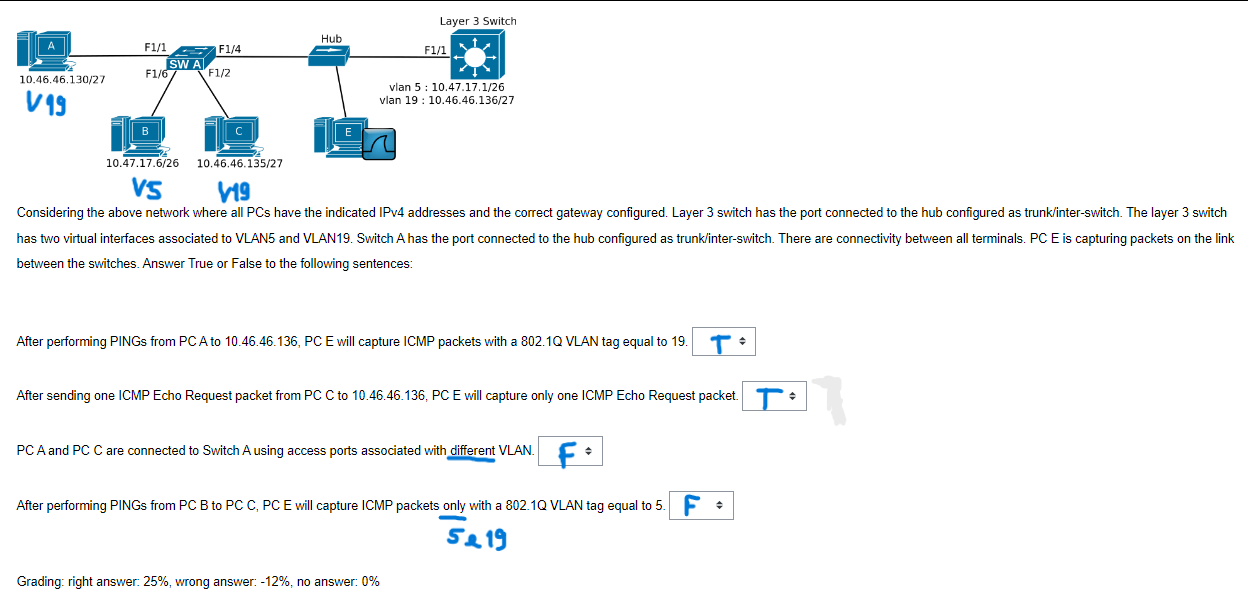 Layer 3 Switch
Hub
A
F1/1
F1/4
F1/1
SW A
10.46.46.130/27
F1/6
F1/2
V19
vlan 5 : 10.47.17.1/26
vlan 19 : 10.46.46.136/27
B
C
E
10.47.17.6/26
10.46.46.135/27
V5
V19
Considering the above network where all PCs have the indicated IPv4 addresses and the correct gateway configured. Layer 3 switch has the port connected to the hub configured as trunk/inter-switch. The layer 3 switch
has two virtual interfaces associated to VLAN5 and VLAN19. Switch A has the port connected to the hub configured as trunk/inter-switch. There are connectivity between all terminals. PC E is capturing packets on the link
between the switches. Answer True or False to the following sentences:
After performing PINGs from PC A to 10.46.46.136, PC E will capture ICMP packets with a 802.1Q VLAN tag equal to 19. T
After sending one ICMP Echo Request packet from PC C to 10.46.46.136, PC E will capture only one ICMP Echo Request packet. T
PC A and PC C are connected to Switch A using access ports associated with different VLAN. F
After performing PINGs from PC B to PC C, PC E will capture ICMP packets only with a 802.1Q VLAN tag equal to 5. F
5 e 19
Grading: right answer: 25%, wrong answer: -12%, no answer: 0%